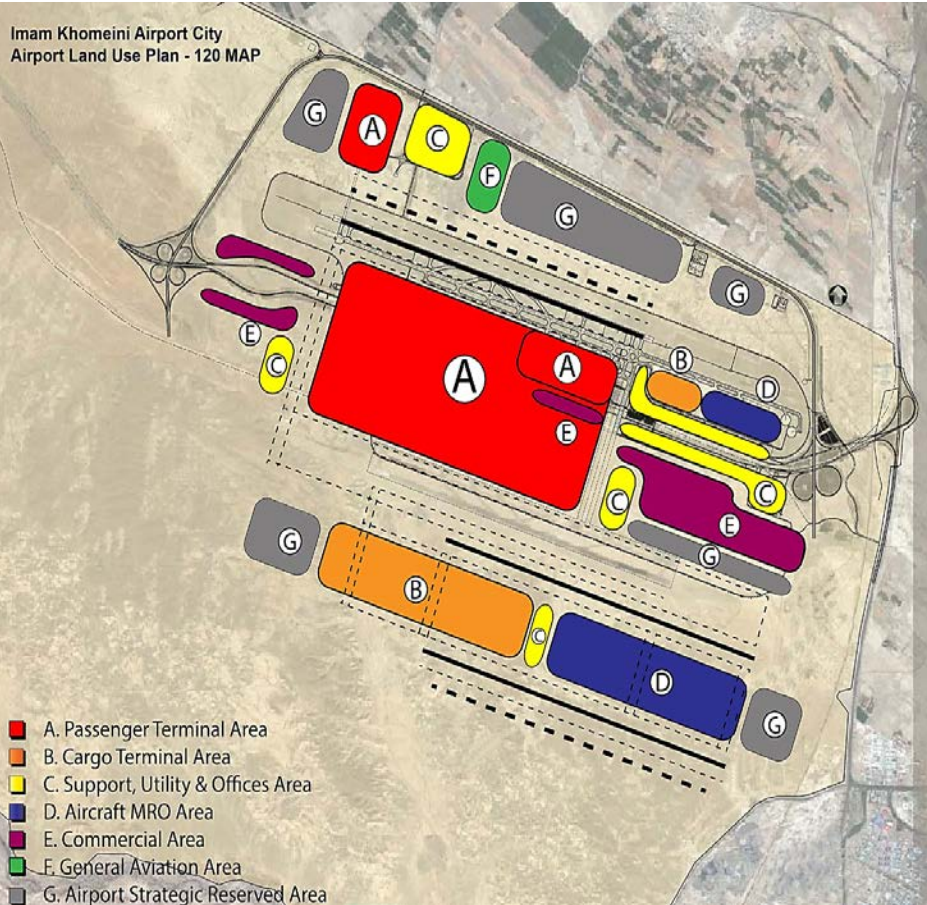 Imam Khomeini Airport City
Airport Land Use Plan - 120 MAP
G
A
C
F
G
G
E
C
A
A
E
B
D
C
C
E
G
G
B
C
D
G
A. Passenger Terminal Area
B. Cargo Terminal Area
C. Support, Utility & Offices Area
D. Aircraft MRO Area
E. Commercial Area
F. General Aviation Area
G. Airport Strategic Reserved Area